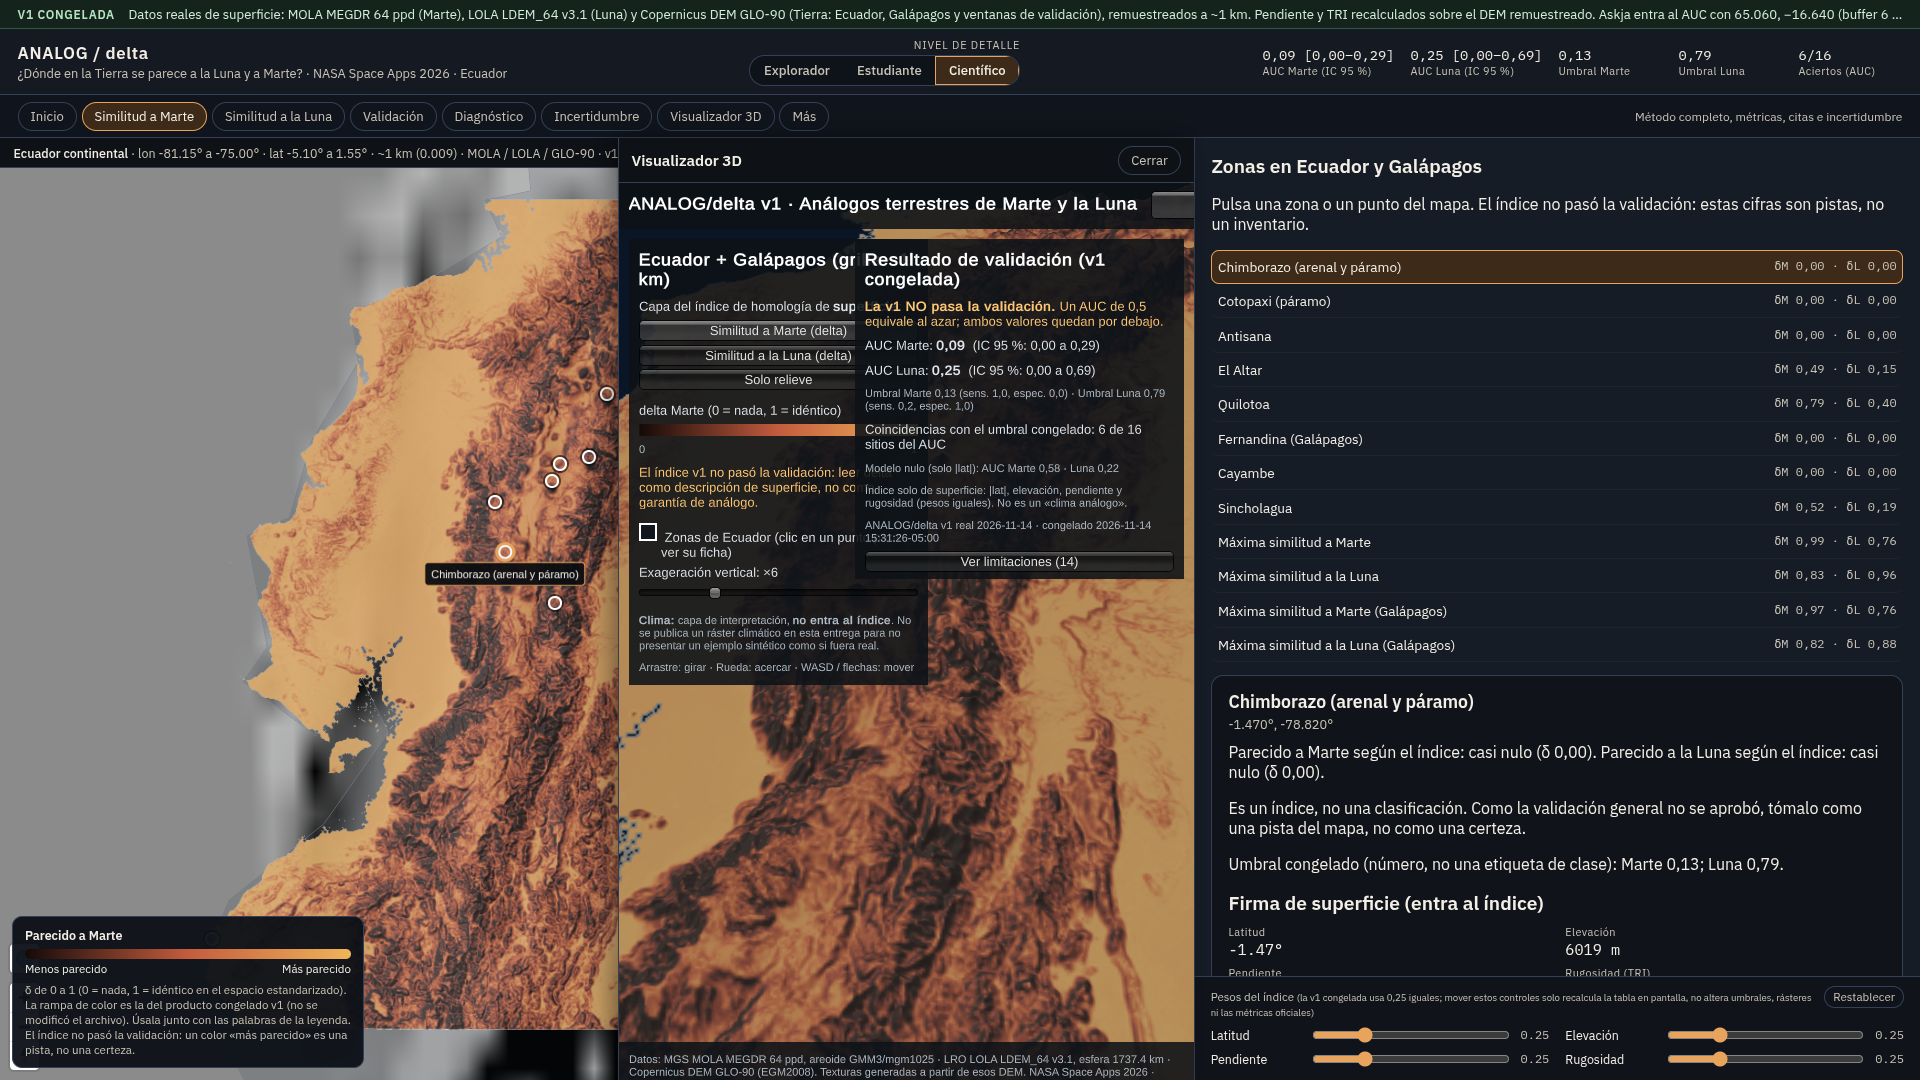 V1 CONGELADA Datos reales de superficie: MOLA MEGDR 64 ppd (Marte), LOLA LDEM_64 v3.1 (Luna) y Copernicus DEM GLO-90 (Tierra: Ecuador, Galápagos y ventanas de validación), remuestreados a ~1 km. Pendiente y TRI recalculados sobre el DEM remuestreado. Askja entra al AUC con 65.060, −16.640 (buffer 6 ...
ANALOG / delta
¿Dónde en la Tierra se parece a la Luna y a Marte? · NASA Space Apps 2026 · Ecuador
NIVEL DE DETALLE
Explorador Estudiante Científico
0,09 [0,00–0,29] 0,25 [0,00–0,69] 0,13 0,79 6/16
AUC Marte (IC 95 %) AUC Luna (IC 95 %) Umbral Marte Umbral Luna Aciertos (AUC)
Inicio Similitud a Marte Similitud a la Luna Validación Diagnóstico Incertidumbre Visualizador 3D Más
Método completo, métricas, citas e incertidumbre
Ecuador continental · lon -81.15° a -75.00° · lat -5.10° a 1.55° · ~1 km (0.009) · MOLA / LOLA / GLO-90 · v1
Chimborazo (arenal y páramo)
Parecido a Marte
Menos parecido Más parecido
δ de 0 a 1 (0 = nada, 1 = idéntico en el espacio estandarizado).
La rampa de color es la del producto congelado v1 (no se
modificó el archivo). Úsala junto con las palabras de la leyenda.
El índice no pasó la validación: un color «más parecido» es una
pista, no una certeza.
Visualizador 3D
Cerrar
ANALOG/delta v1 · Análogos terrestres de Marte y la Luna
Ecuador + Galápagos
km)
Capa del índice de homología de
Similitud a Marte (delta)
Similitud a la Luna (delta)
Solo relieve
delta Marte (0 = nada, 1 = idéntico)
0
El índice v1 no pasó la validación:
como descripción de superficie, no
garantía de análogo.
Zonas de Ecuador (clic en un
ver su ficha)
Exageración vertical: ×6
Clima: capa de interpretación, no entra al índice. No
se publica un ráster climático en esta entrega para no
presentar un ejemplo sintético como si fuera real.
Arrastre: girar · Rueda: acercar · WASD / flechas: mover
Resultado de validación (v1
congelada)
La v1 NO pasa la validación. Un AUC de 0,5
equivale al azar; ambos valores quedan por debajo.
AUC Marte: 0,09 (IC 95 %: 0,00 a 0,29)
AUC Luna: 0,25 (IC 95 %: 0,00 a 0,69)
Umbral Marte 0,13 (sens. 1,0, espec. 0,0) · Umbral Luna 0,79
(sens. 0,2, espec. 1,0)
Coincidencias con el umbral congelado: 6 de 16
sitios del AUC
Modelo nulo (solo |lat|): AUC Marte 0,58 · Luna 0,22
Índice solo de superficie: |lat|, elevación, pendiente y
rugosidad (pesos iguales). No es un «clima análogo».
ANALOG/delta v1 real 2026-11-14 · congelado 2026-11-14
15:31:26-05:00
Ver limitaciones (14)
Datos: MGS MOLA MEGDR 64 ppd, areoide GMM3/mgm1025 · LRO LOLA LDEM_64 v3.1, esfera 1737.4 km ·
Copernicus DEM GLO-90 (EGM2008). Texturas generadas a partir de esos DEM. NASA Space Apps 2026 ·
Zonas en Ecuador y Galápagos
Pulsa una zona o un punto del mapa. El índice no pasó la validación: estas cifras son pistas, no
un inventario.
Chimborazo (arenal y páramo) δM 0,00 · δL 0,00
Cotopaxi (páramo) δM 0,00 · δL 0,00
Antisana δM 0,00 · δL 0,00
El Altar δM 0,49 · δL 0,15
Quilotoa δM 0,79 · δL 0,40
Fernandina (Galápagos) δM 0,00 · δL 0,00
Cayambe δM 0,00 · δL 0,00
Sincholagua δM 0,52 · δL 0,19
Máxima similitud a Marte δM 0,99 · δL 0,76
Máxima similitud a la Luna δM 0,83 · δL 0,96
Máxima similitud a Marte (Galápagos) δM 0,97 · δL 0,76
Máxima similitud a la Luna (Galápagos) δM 0,82 · δL 0,88
Chimborazo (arenal y páramo)
-1.470°, -78.820°
Parecido a Marte según el índice: casi nulo (δ 0,00). Parecido a la Luna según el índice: casi
nulo (δ 0,00).
Es un índice, no una clasificación. Como la validación general no se aprobó, tómalo como
una pista del mapa, no como una certeza.
Umbral congelado (número, no una etiqueta de clase): Marte 0,13; Luna 0,79.
Firma de superficie (entra al índice)
Latitud Elevación
-1.47° 6019 m
Pendiente Rugosidad (TRI)
Pesos del índice (la v1 congelada usa 0,25 iguales; mover estos controles solo recalcula la tabla en pantalla, no altera umbrales, rásteres
ni las métricas oficiales)
Restablecer
Latitud 0.25 Elevación 0.25
Pendiente 0.25 Rugosidad 0.25